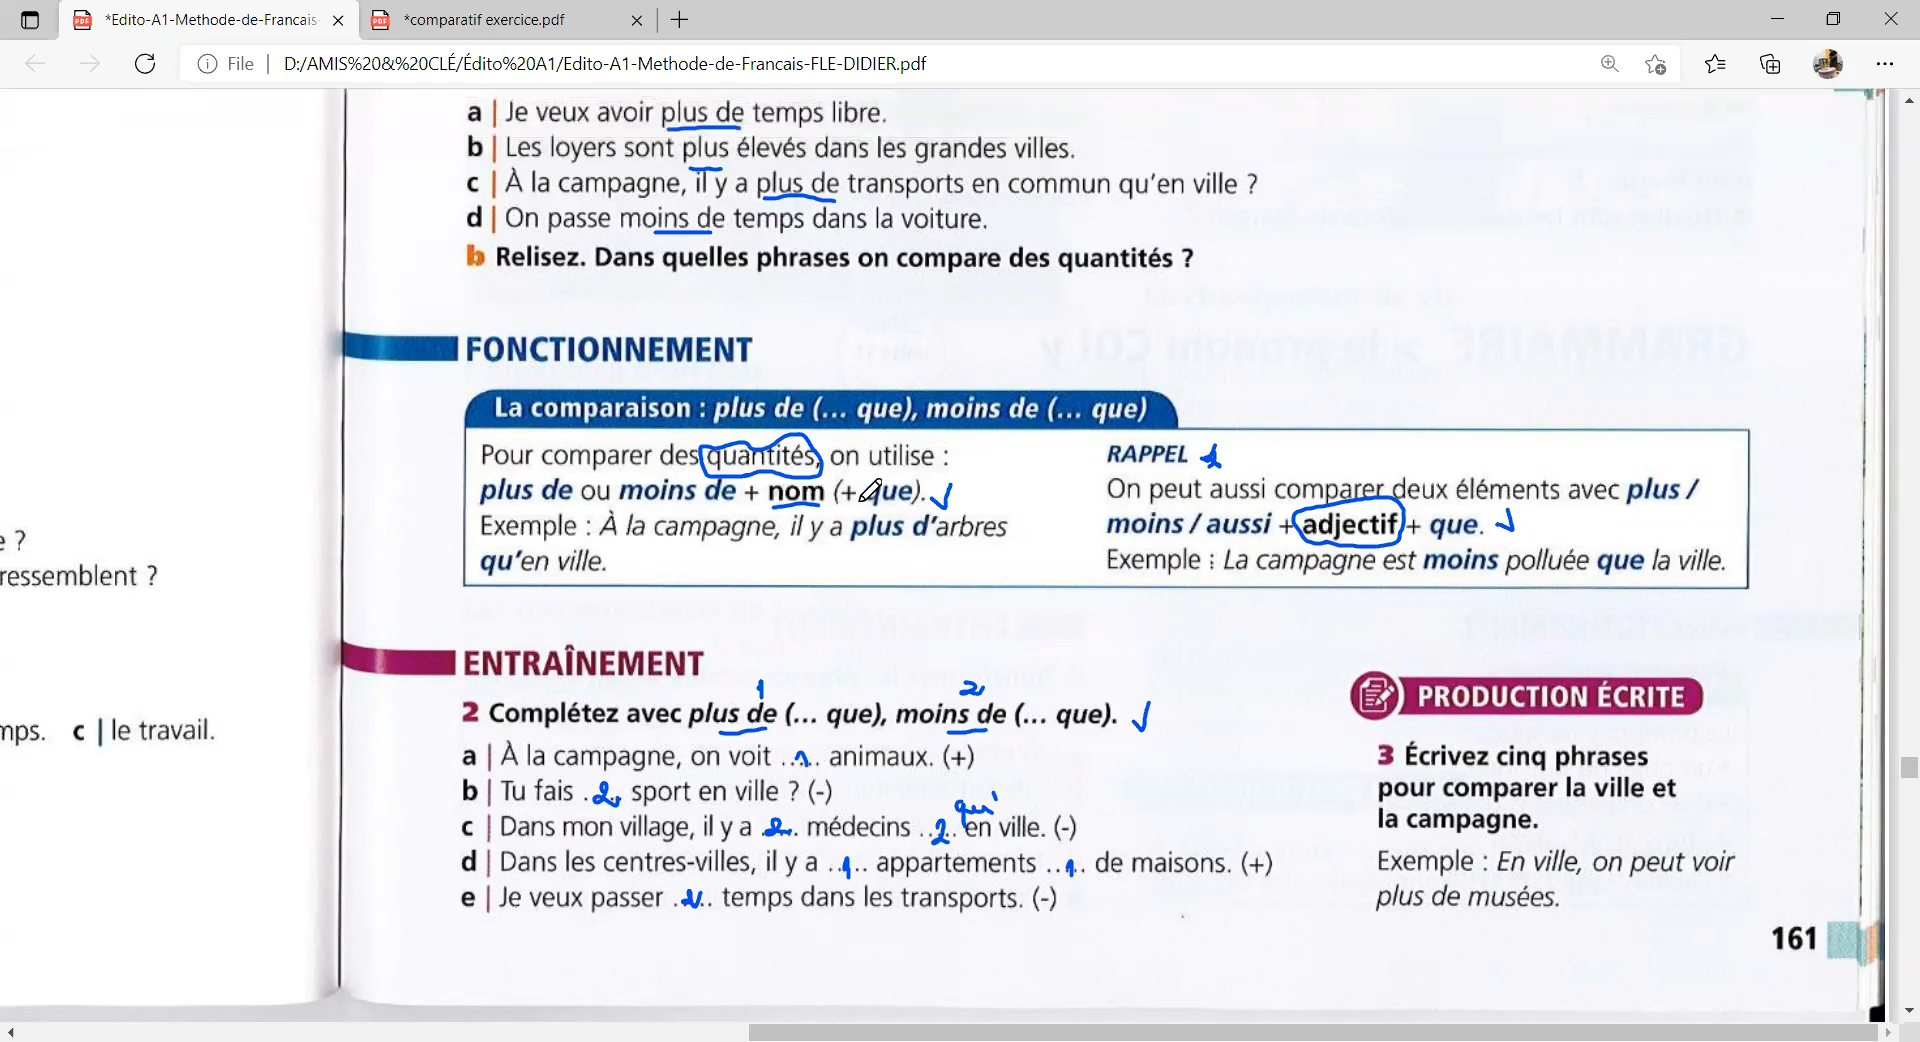 *Edito-A1-Methode-de-Francais
*comparatif exercice.pdf
File
D:/AMIS%20&%20CLÉ/Édito%20A1/Edito-A1-Methode-de-Francais-FLE-DIDIER.pdf
a | Je veux avoir plus de temps libre.
b | Les loyers sont plus élevés dans les grandes villes.
c | À la campagne, il y a plus de transports en commun qu'en ville ?
d | On passe moins de temps dans la voiture.
b Relisez. Dans quelles phrases on compare des quantités ?
FONCTIONNEMENT
La comparaison : plus de (... que), moins de (... que)
Pour comparer des quantités, on utilise :
plus de ou moins de + nom (+ que).
Exemple : À la campagne, il y a plus d'arbres
qu'en ville.
RAPPEL
On peut aussi comparer deux éléments avec plus /
moins / aussi + adjectif + que.
Exemple : La campagne est moins polluée que la ville.
e ?
ressemblent ?
mps. c | le travail.
ENTRAÎNEMENT
1 2
2 Complétez avec plus de (... que), moins de (... que).
a | À la campagne, on voit ..1.. animaux. (+)
b | Tu fais .2.. sport en ville ? (-)
qu'
c | Dans mon village, il y a .2.. médecins ..2.. en ville. (-)
d | Dans les centres-villes, il y a ..1.. appartements ..1.. de maisons. (+)
e | Je veux passer ..2.. temps dans les transports. (-)
PRODUCTION ÉCRITE
3 Écrivez cinq phrases
pour comparer la ville et
la campagne.
Exemple : En ville, on peut voir
plus de musées.
161